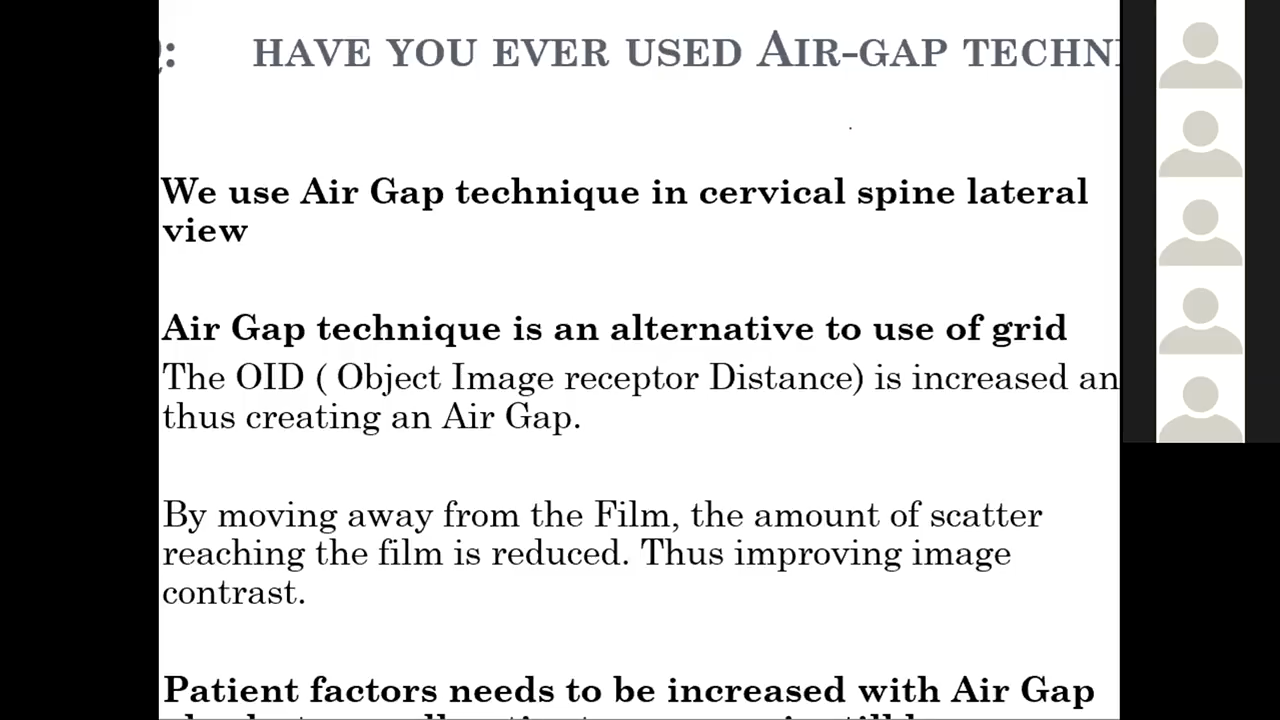 : HAVE YOU EVER USED AIR-GAP
We use Air Gap technique in cervical spine lateral
view
Air Gap technique is an alternative to use of grid
The OID ( Object Image receptor Distance) is increased
thus creating an Air Gap.
By moving away from the Film, the amount of scatter
reaching the film is reduced. Thus improving image
contrast.
Patient factors needs to be increased with Air Gap